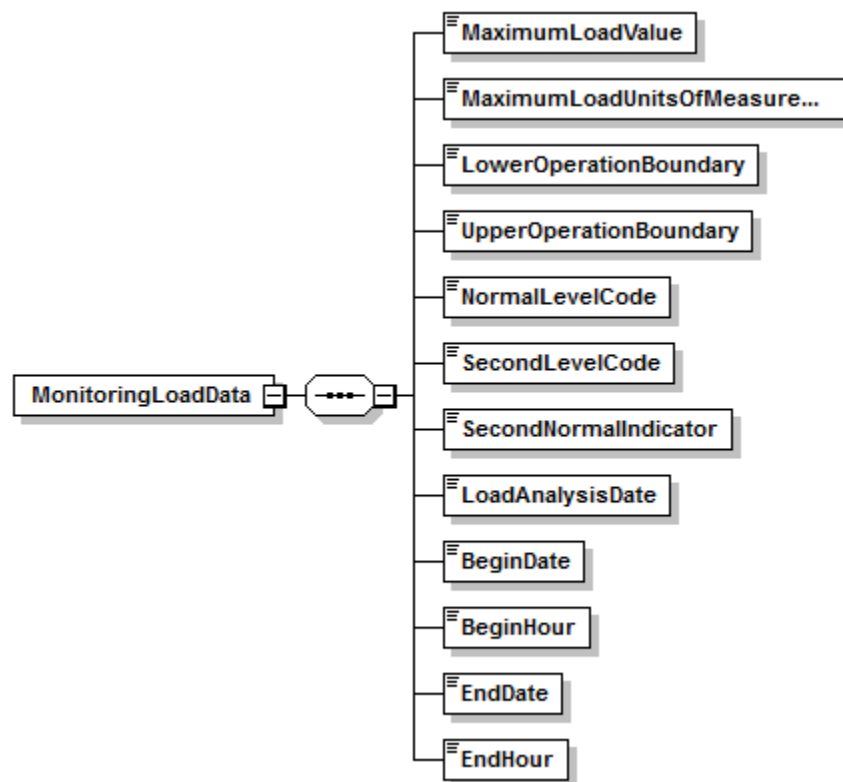 MaximumLoadValue
MaximumLoadUnitsOfMeasure...
LowerOperationBoundary
UpperOperationBoundary
NormalLevelCode
SecondLevelCode
MonitoringLoadData
SecondNormalIndicator
LoadAnalysisDate
BeginDate
BeginHour
EndDate
EndHour